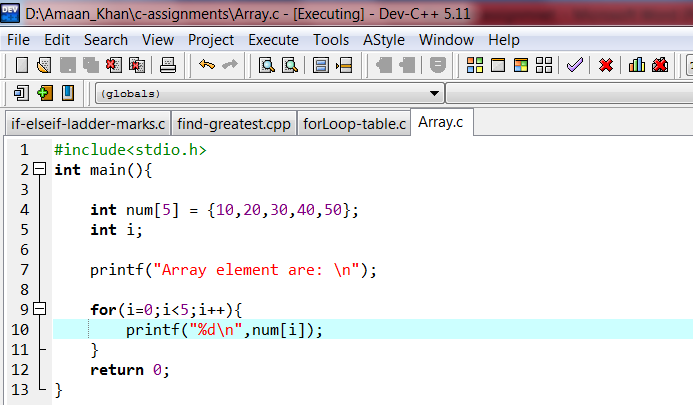 DEV D:\Amaan_Khan\c-assignments\Array.c - [Executing] - Dev-C++ 5.11
File Edit Search View Project Execute Tools AStyle Window Help
(globals)
if-elseif-ladder-marks.c find-greatest.cpp forLoop-table.c Array.c
1 #include<stdio.h>
2 int main(){
3
4 int num[5] = {10,20,30,40,50};
5 int i;
6
7 printf("Array element are: \n");
8
9 for(i=0;i<5;i++){
10 printf("%d\n",num[i]);
11 }
12 return 0;
13 }